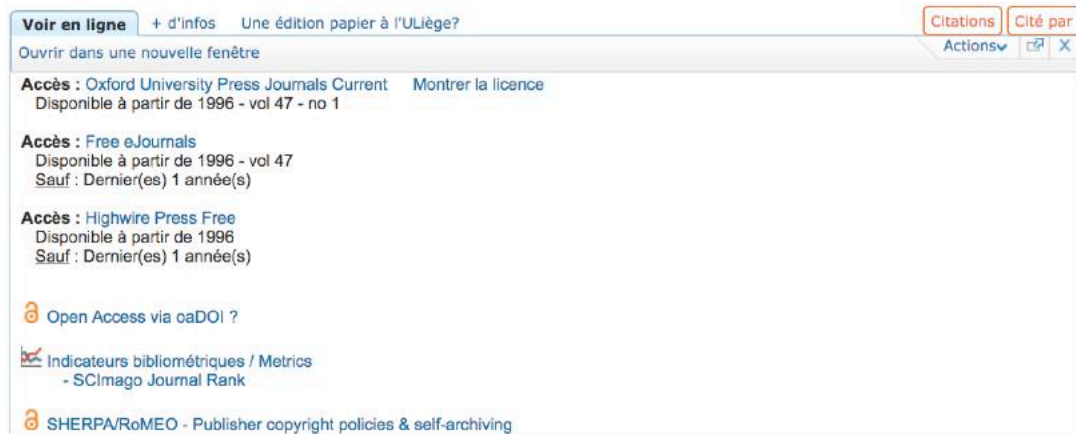 Voir en ligne + d'infos Une édition papier à l'ULiège? Citations Cité par
Ouvrir dans une nouvelle fenêtre Actions X
Accès : Oxford University Press Journals Current Montrer la licence
Disponible à partir de 1996 - vol 47 - no 1
Accès : Free eJournals
Disponible à partir de 1996 - vol 47
Sauf : Dernier(es) 1 année(s)
Accès : Highwire Press Free
Disponible à partir de 1996
Sauf : Dernier(es) 1 année(s)
Open Access via oaDOI ?
Indicateurs bibliométriques / Metrics
- SCImago Journal Rank
SHERPA/RoMEO - Publisher copyright policies & self-archiving